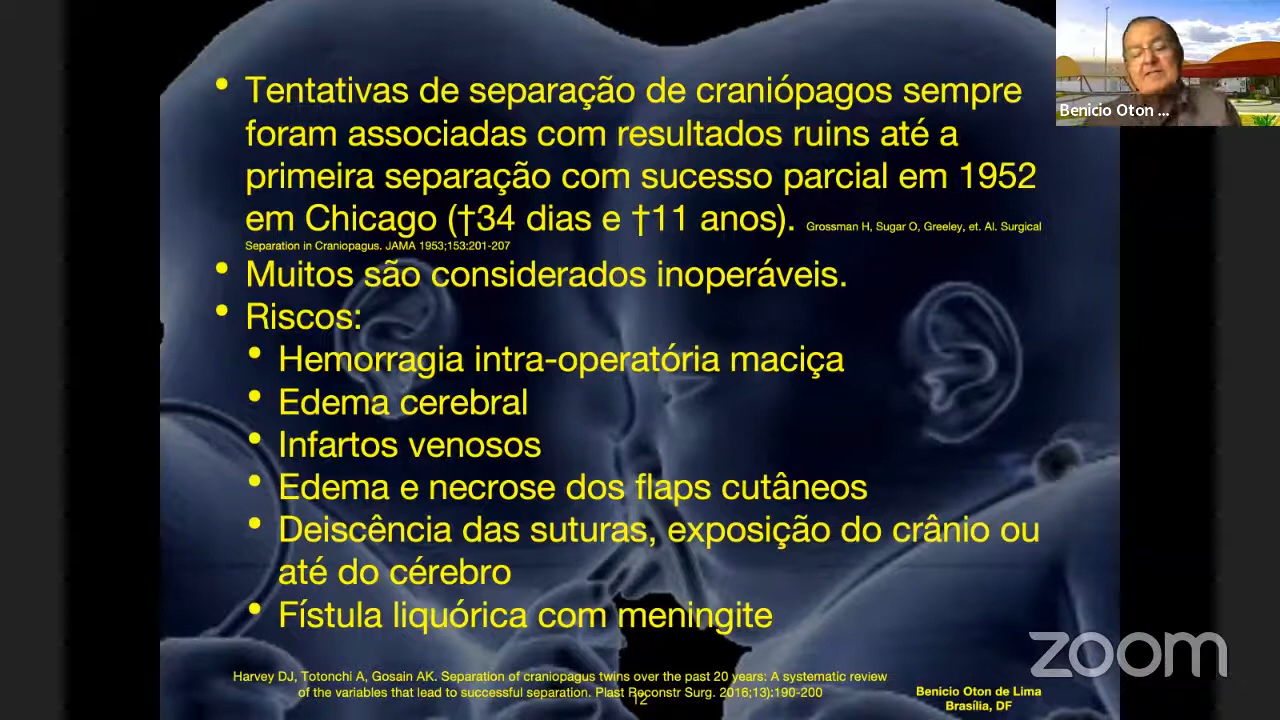 • Tentativas de separação de craniópagos sempre
foram associadas com resultados ruins até a
primeira separação com sucesso parcial em 1952
em Chicago (†34 dias e †11 anos). Grossman H, Sugar O, Greeley, et. Al. Surgical
Separation in Craniopagus. JAMA 1953;153:201-207
• Muitos são considerados inoperáveis.
• Riscos:
• Hemorragia intra-operatória maciça
• Edema cerebral
• Infartos venosos
• Edema e necrose dos flaps cutâneos
• Deiscência das suturas, exposição do crânio ou
até do cérebro
• Fístula liquórica com meningite
Harvey DJ, Totonchi A, Gosain AK. Separation of craniopagus twins over the past 20 years: A systematic review
of the variables that lead to successful separation. Plast Reconstr Surg. 2016;13):190-200
12
Benicio Oton de Lima
Brasília, DF
Benicio Oton ...
zoom